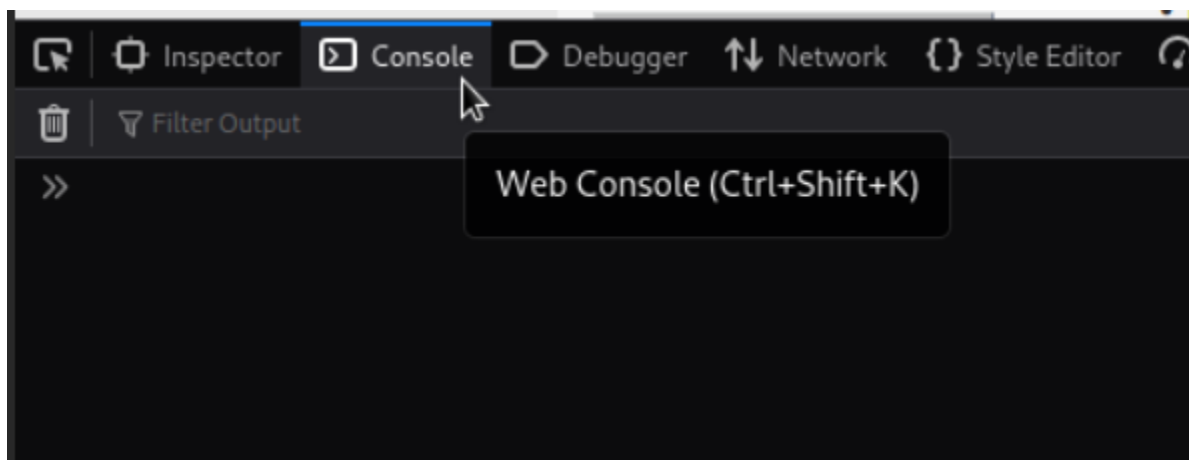 Inspector Console Debugger Network Style Editor
Filter Output
Web Console (Ctrl+Shift+K)